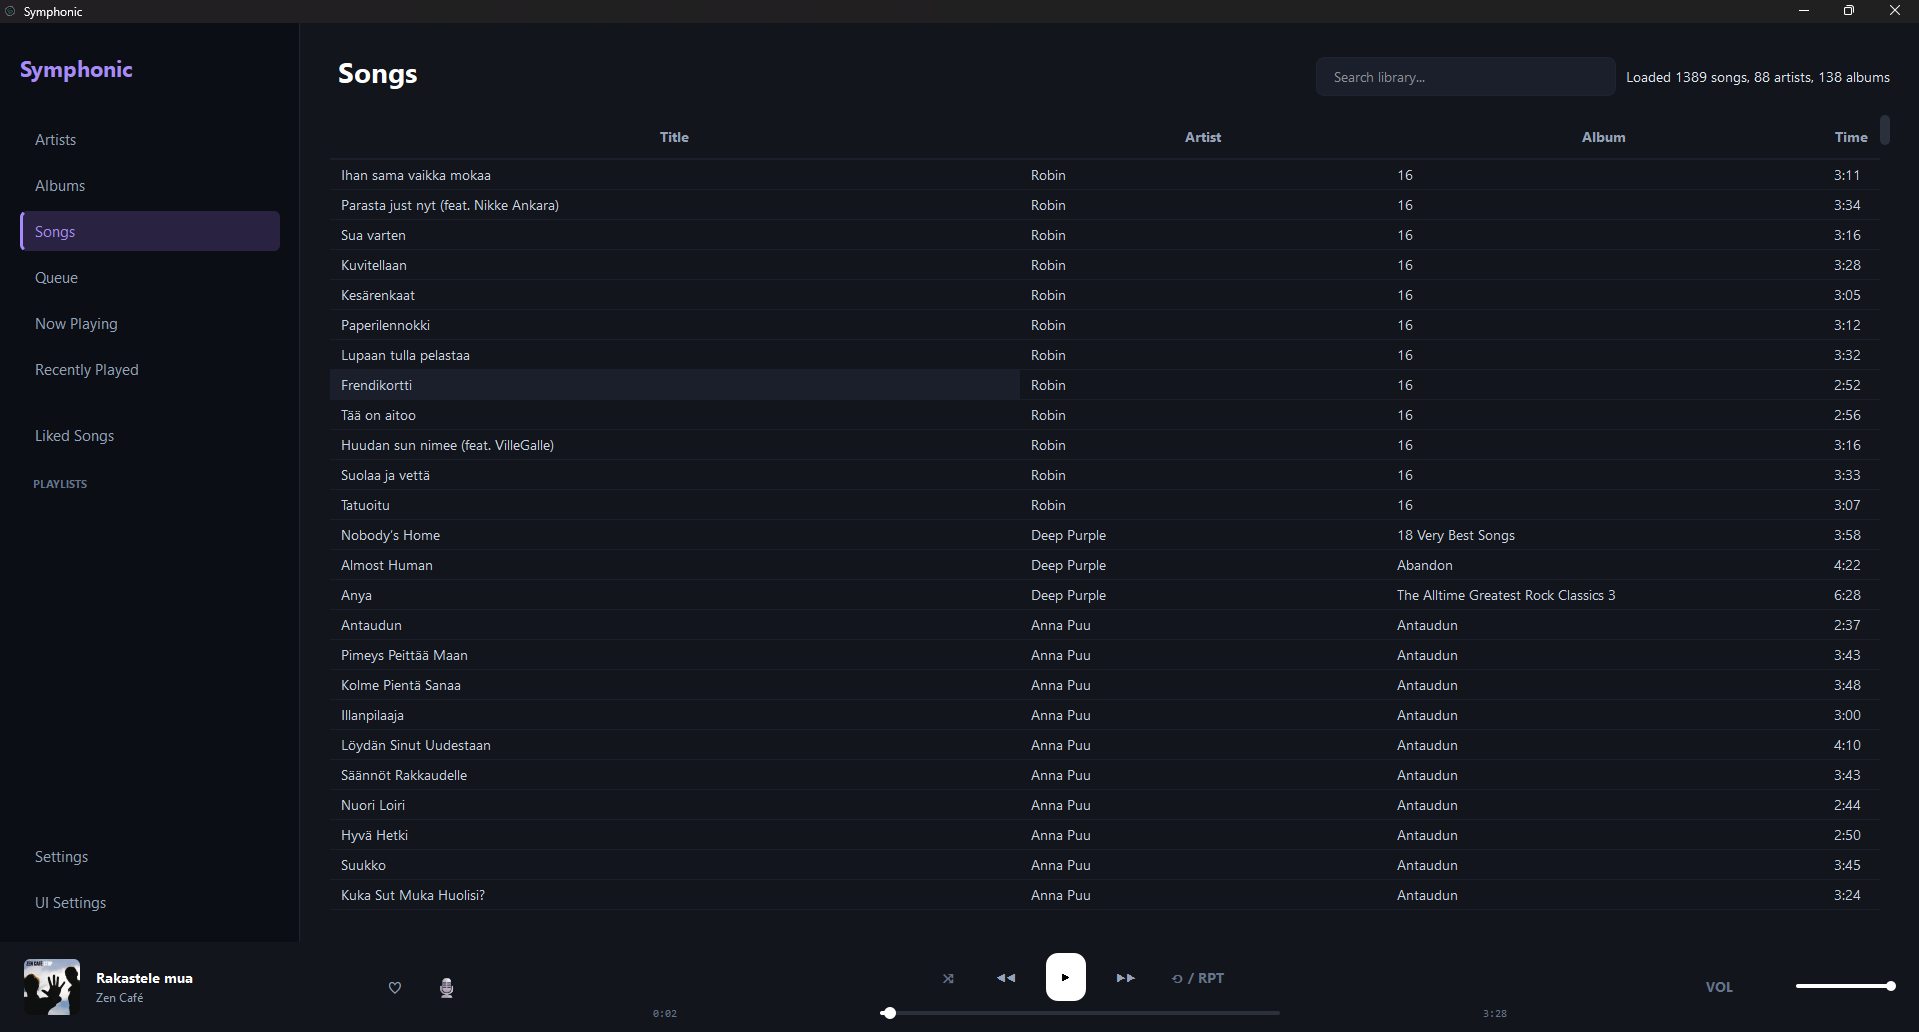 Symphonic
Symphonic
Artists
Albums
Songs
Queue
Now Playing
Recently Played
Liked Songs
PLAYLISTS
Settings
UI Settings
Songs
Search library...
Loaded 1389 songs, 88 artists, 138 albums
Title Artist Album Time
Ihan sama vaikka mokaa Robin 16 3:11
Parasta just nyt (feat. Nikke Ankara) Robin 16 3:34
Sua varten Robin 16 3:16
Kuvitellaan Robin 16 3:28
Kesärenkaat Robin 16 3:05
Paperilennokki Robin 16 3:12
Lupaan tulla pelastaa Robin 16 3:32
Frendikortti Robin 16 2:52
Tää on aitoo Robin 16 2:56
Huudan sun nimee (feat. VilleGalle) Robin 16 3:16
Suolaa ja vettä Robin 16 3:33
Tatuoitu Robin 16 3:07
Nobody's Home Deep Purple 18 Very Best Songs 3:58
Almost Human Deep Purple Abandon 4:22
Anya Deep Purple The Alltime Greatest Rock Classics 3 6:28
Antaudun Anna Puu Antaudun 2:37
Pimeys Peittää Maan Anna Puu Antaudun 3:43
Kolme Pientä Sanaa Anna Puu Antaudun 3:48
Illanpilaaja Anna Puu Antaudun 3:00
Löydän Sinut Uudestaan Anna Puu Antaudun 4:10
Säännöt Rakkaudelle Anna Puu Antaudun 3:43
Nuori Loiri Anna Puu Antaudun 2:44
Hyvä Hetki Anna Puu Antaudun 2:50
Suukko Anna Puu Antaudun 3:45
Kuka Sut Muka Huolisi? Anna Puu Antaudun 3:24
Rakastele mua
Zen Café
/ RPT
0:02
3:28
VOL